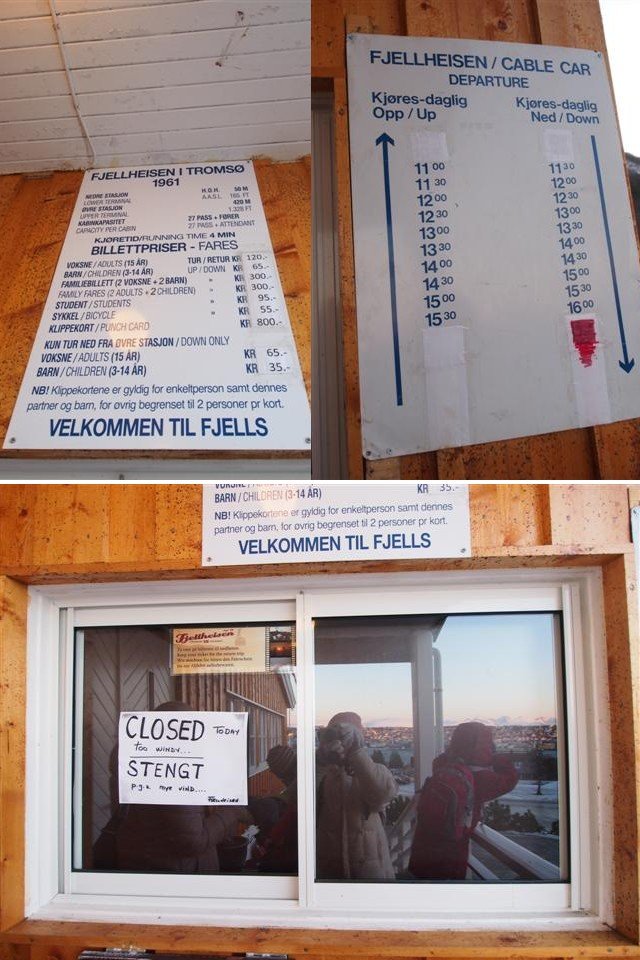 FJELLHEISEN I TROMSØ
1961
NEDRE STASJON H.O.H. 50 M
LOWER TERMINAL A.A.S.L. 165 FT
ØVRE STASJON 420 M
UPPER TERMINAL 1.328 FT
KABINKAPASITET 27 PASS + FØRER
CAPACITY PER CABIN 27 PASS + ATTENDANT
KJØRETID/RUNNING TIME 4 MIN
BILLETTPRISER - FARES
VOKSNE / ADULTS (15 ÅR) TUR / RETUR KR 120.-
BARN / CHILDREN (3-14 ÅR) UP / DOWN KR 65.-
FAMILIEBILLETT (2 VOKSNE + 2 BARN) " KR 300.-
FAMILY FARES (2 ADULTS + 2 CHILDREN) " KR 300.-
STUDENT / STUDENTS " KR 95.-
SYKKEL / BICYCLE " KR 55.-
KLIPPEKORT / PUNCH CARD KR 800.-
KUN TUR NED FRA ØVRE STASJON / DOWN ONLY
VOKSNE / ADULTS (15 ÅR) KR 65.-
BARN / CHILDREN (3-14 ÅR) KR 35.-
NB! Klippekortene er gyldig for enkeltperson samt dennes
partner og barn, for øvrig begrenset til 2 personer pr kort.
VELKOMMEN TIL FJELLS
FJELLHEISEN / CABLE CAR
DEPARTURE
Kjøres-daglig Kjøres-daglig
Opp / Up Ned / Down
11 00 11 30
11 30 12 00
12 00 12 30
12 30 13 00
13 00 13 30
13 30 14 00
14 00 14 30
14 30 15 00
15 00 15 30
15 30 16 00
VOKSNE / ADULTS (15 ÅR)
BARN / CHILDREN (3-14 ÅR) KR 35.-
NB! Klippekortene er gyldig for enkeltperson samt dennes
partner og barn, for øvrig begrenset til 2 personer pr kort.
VELKOMMEN TIL FJELLS
Fjellheisen
CLOSED TODAY
TOO WINDY...
STENGT
p.g.a. mye vind....
FJELLHEISEN